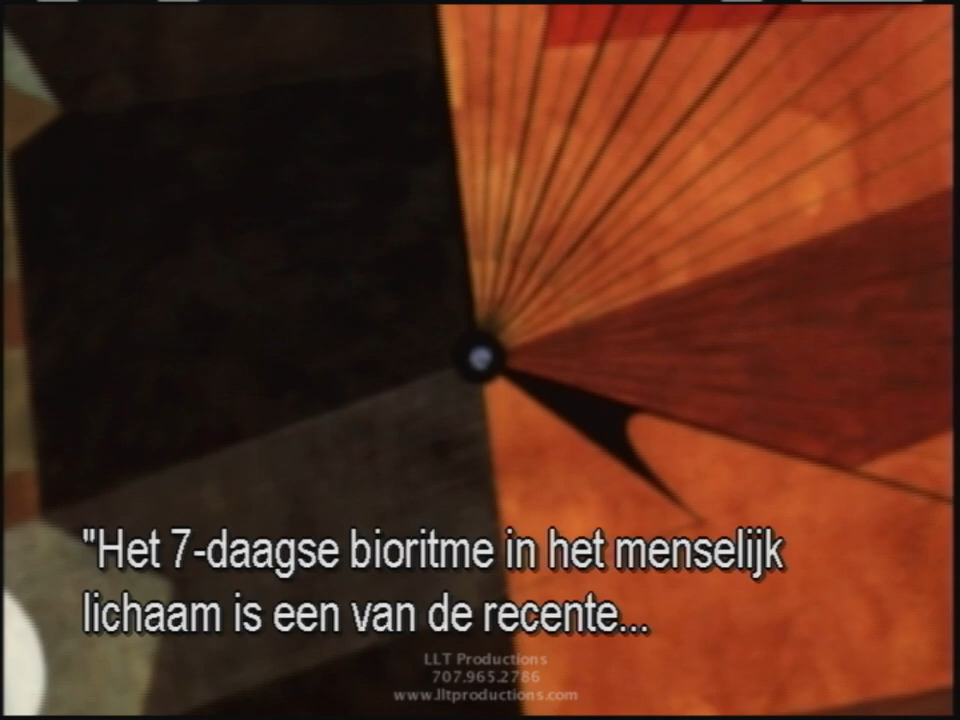 "Het 7-daagse bioritme in het menselijk
lichaam is een van de recente...
LLT Productions
707.965.2786
www.lltproductions.com